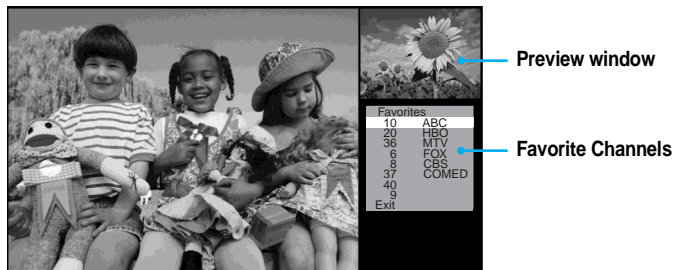 Preview window
Favorites
10 ABC
20 HBO
36 MTV
6 FOX
8 CBS
37 COMED
40
9
Exit
Favorite Channels